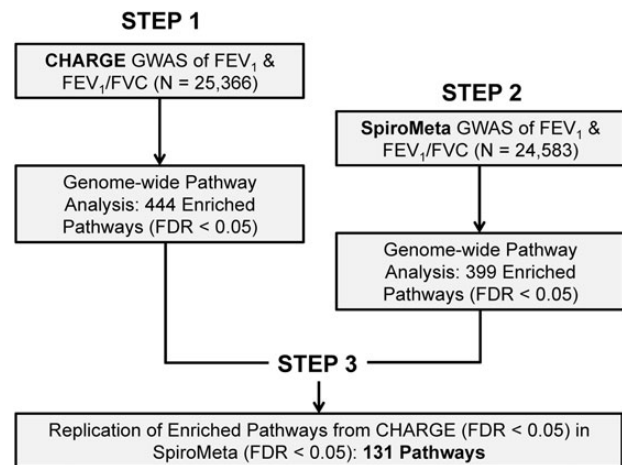 STEP 1
CHARGE GWAS of FEV₁ &
FEV₁/FVC (N = 25,366)
Genome-wide Pathway
Analysis: 444 Enriched
Pathways (FDR < 0.05)
STEP 2
SpiroMeta GWAS of FEV₁ &
FEV₁/FVC (N = 24,583)
Genome-wide Pathway
Analysis: 399 Enriched
Pathways (FDR < 0.05)
STEP 3
Replication of Enriched Pathways from CHARGE (FDR < 0.05) in
SpiroMeta (FDR < 0.05): 131 Pathways